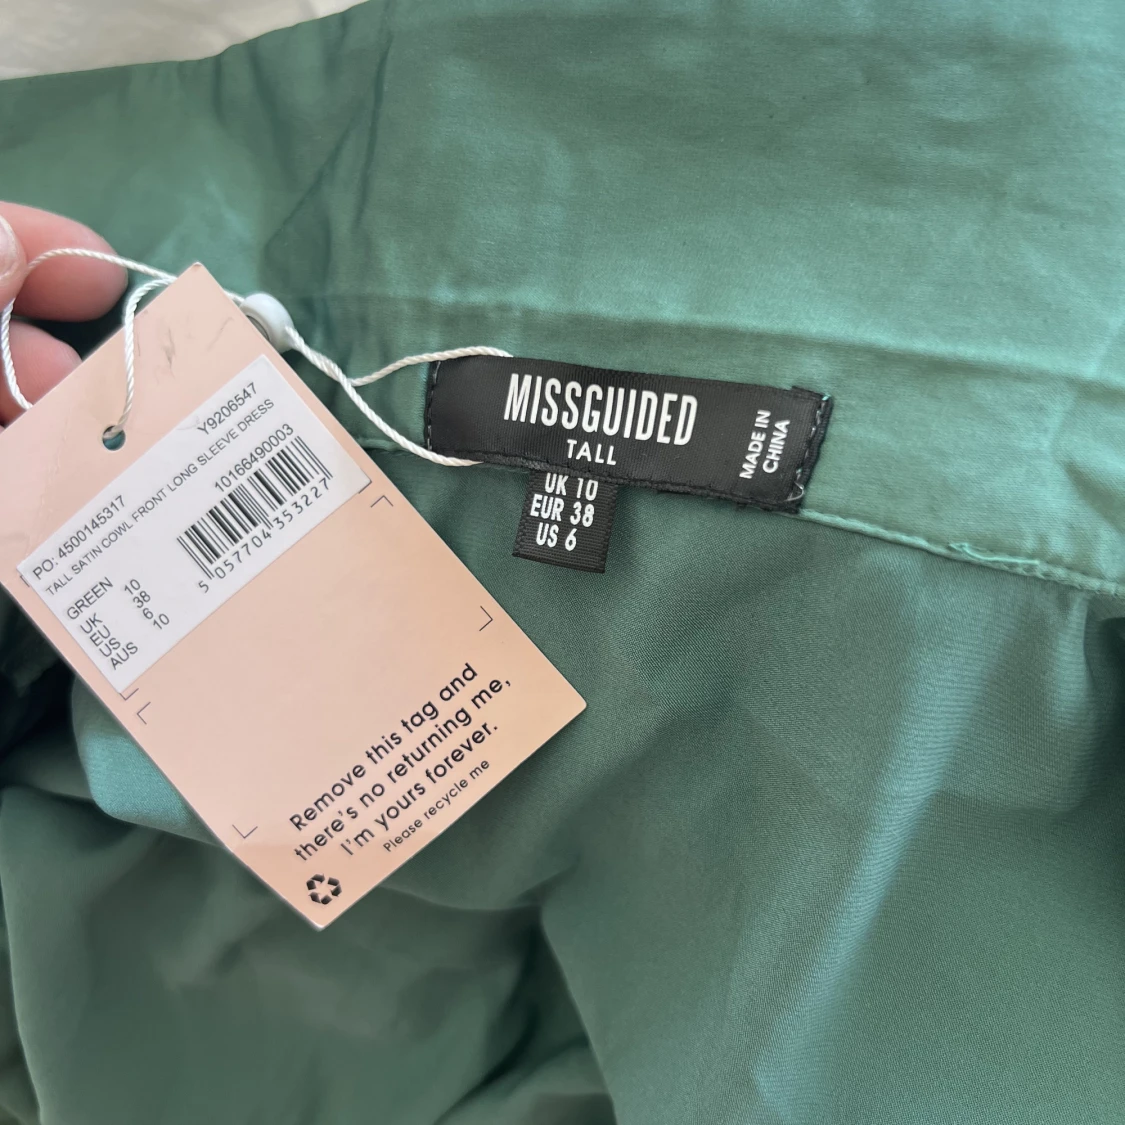 PO: 4500145317
Y9206547
TALL SATIN COWL FRONT LONG SLEEVE DRESS
GREEN
10166490003
UK 10
EU 38
US 6
AUS 10
5 057704 353227
Remove this tag and
there's no returning me,
I'm yours forever.
Please recycle me
MISSGUIDED
TALL
MADE IN
CHINA
UK 10
EUR 38
US 6